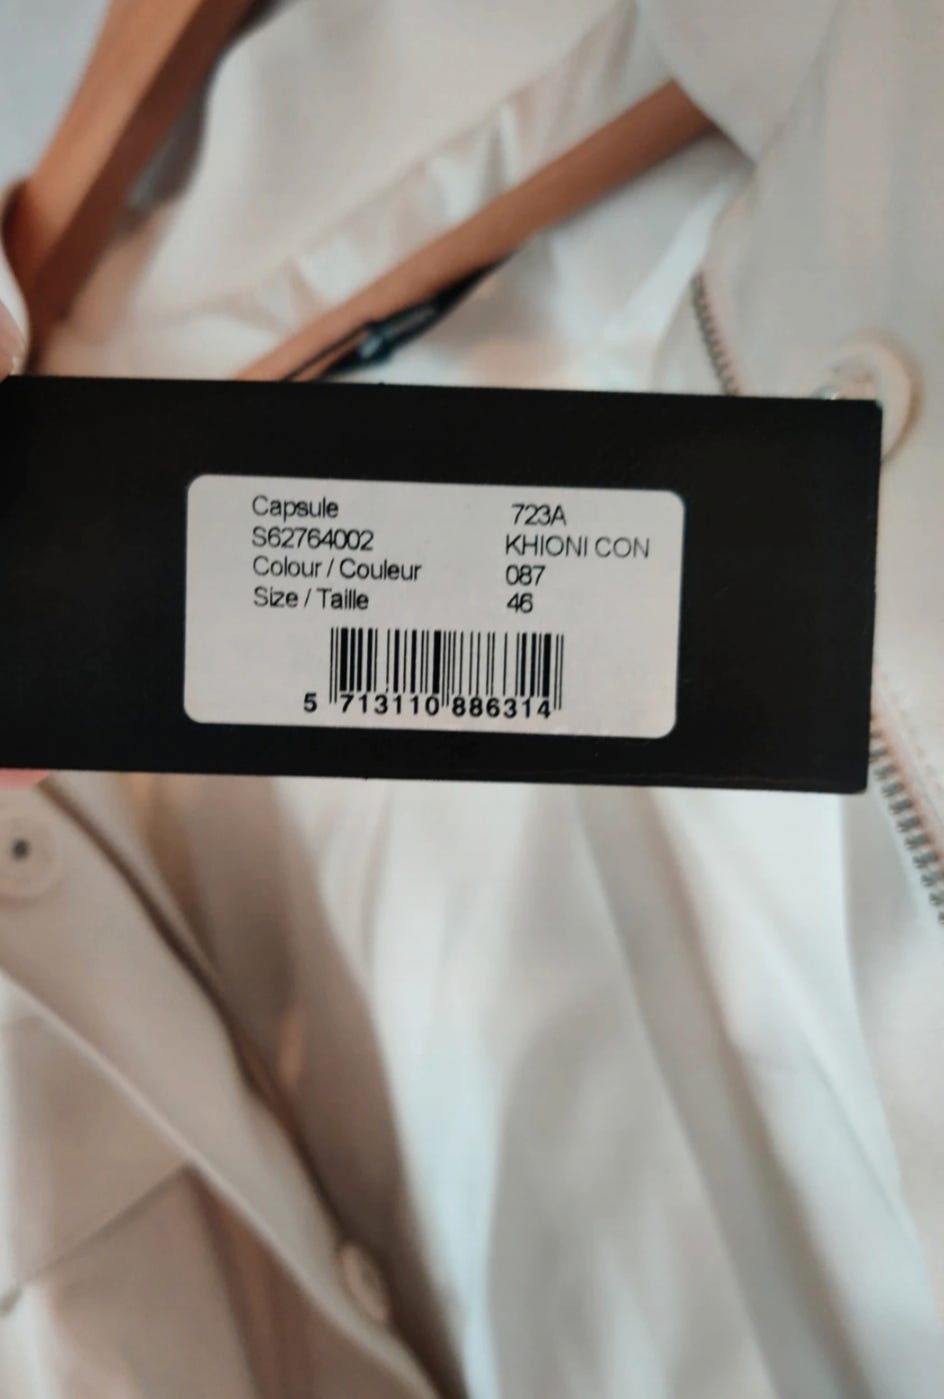 Capsule 723A
S62764002 KHIONI CON
Colour / Couleur 087
Size / Taille 46
5 713110 886314